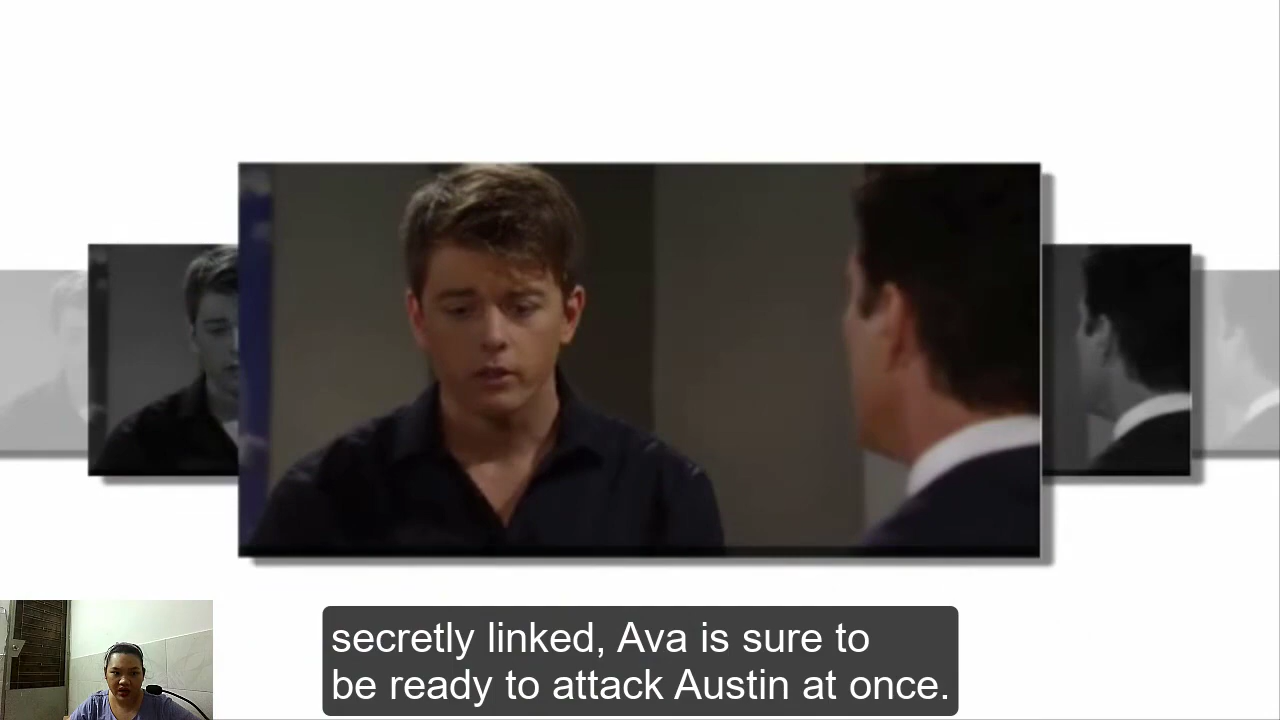 secretly linked, Ava is sure to
be ready to attack Austin at once.